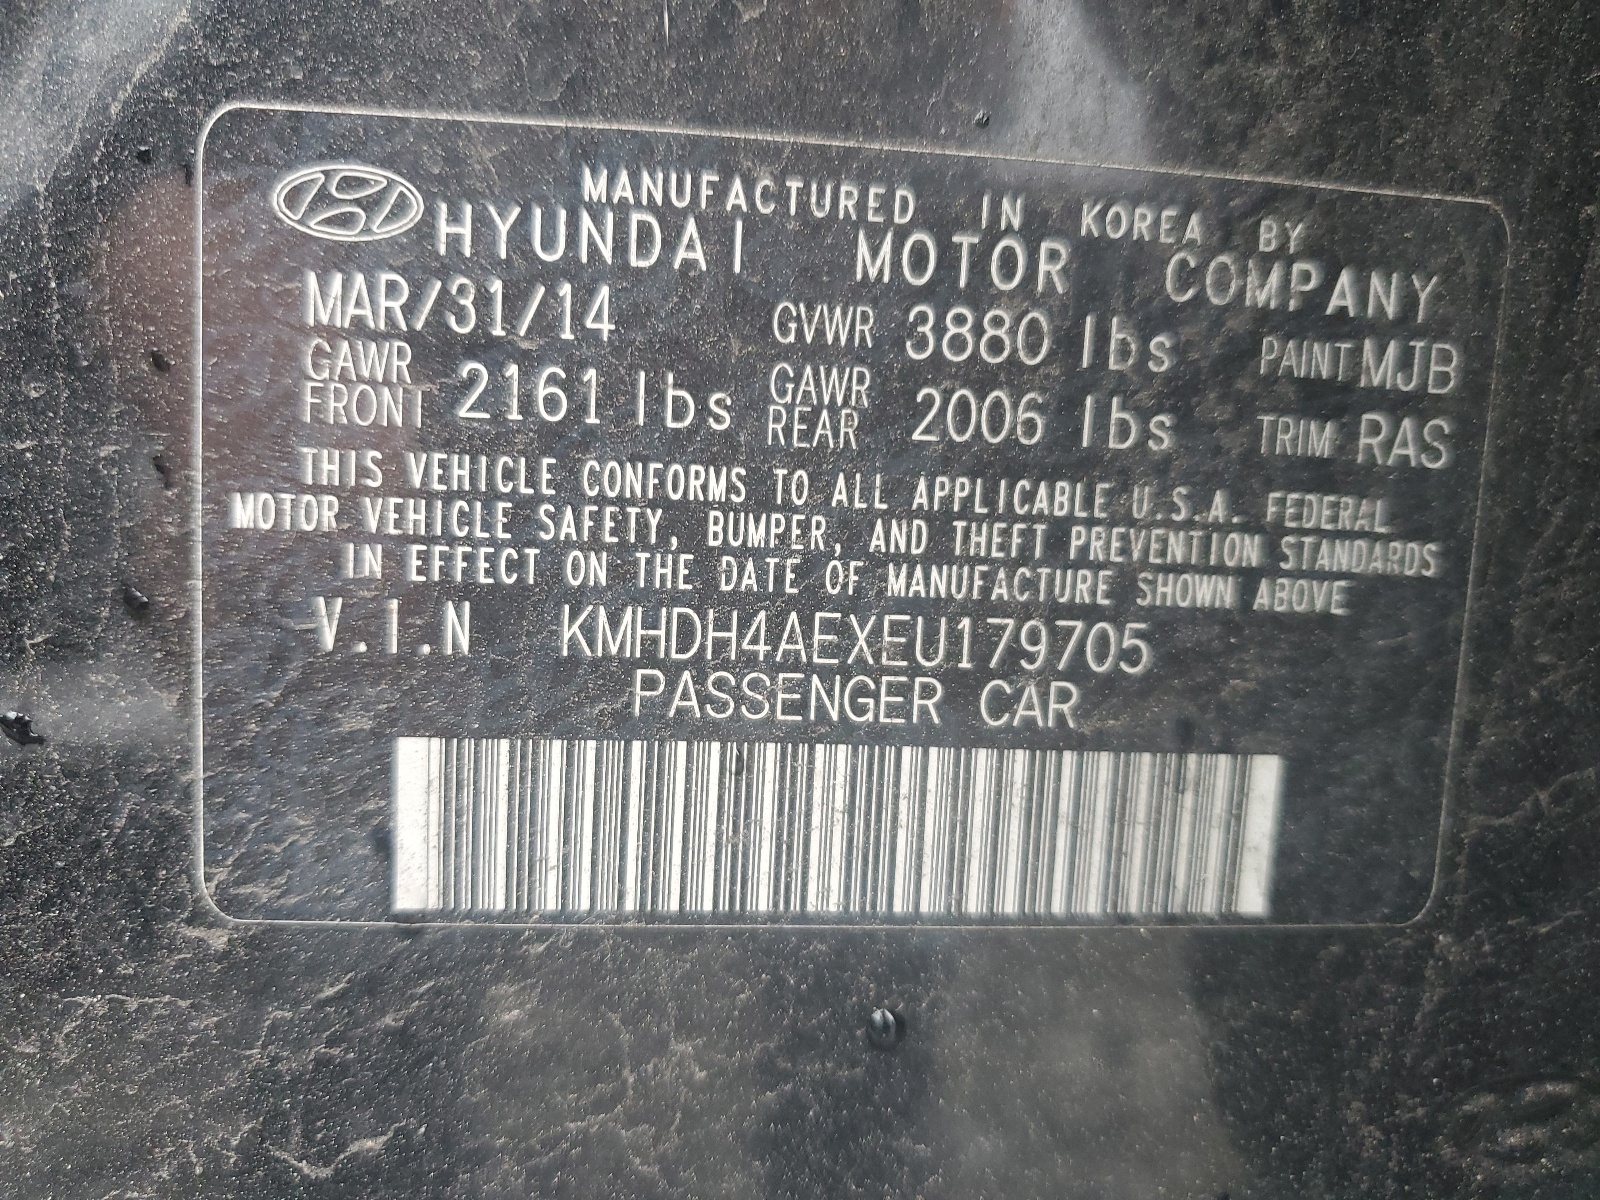 MANUFACTURED IN KOREA BY
HYUNDAI MOTOR COMPANY
MAR/31/14 GVWR 3880 lbs PAINT MJB
GAWR FRONT 2161 lbs GAWR REAR 2006 lbs TRIM RAS
THIS VEHICLE CONFORMS TO ALL APPLICABLE U.S.A. FEDERAL
MOTOR VEHICLE SAFETY, BUMPER, AND THEFT PREVENTION STANDARDS
IN EFFECT ON THE DATE OF MANUFACTURE SHOWN ABOVE
V.I.N KMHDH4AEXEU179705
PASSENGER CAR